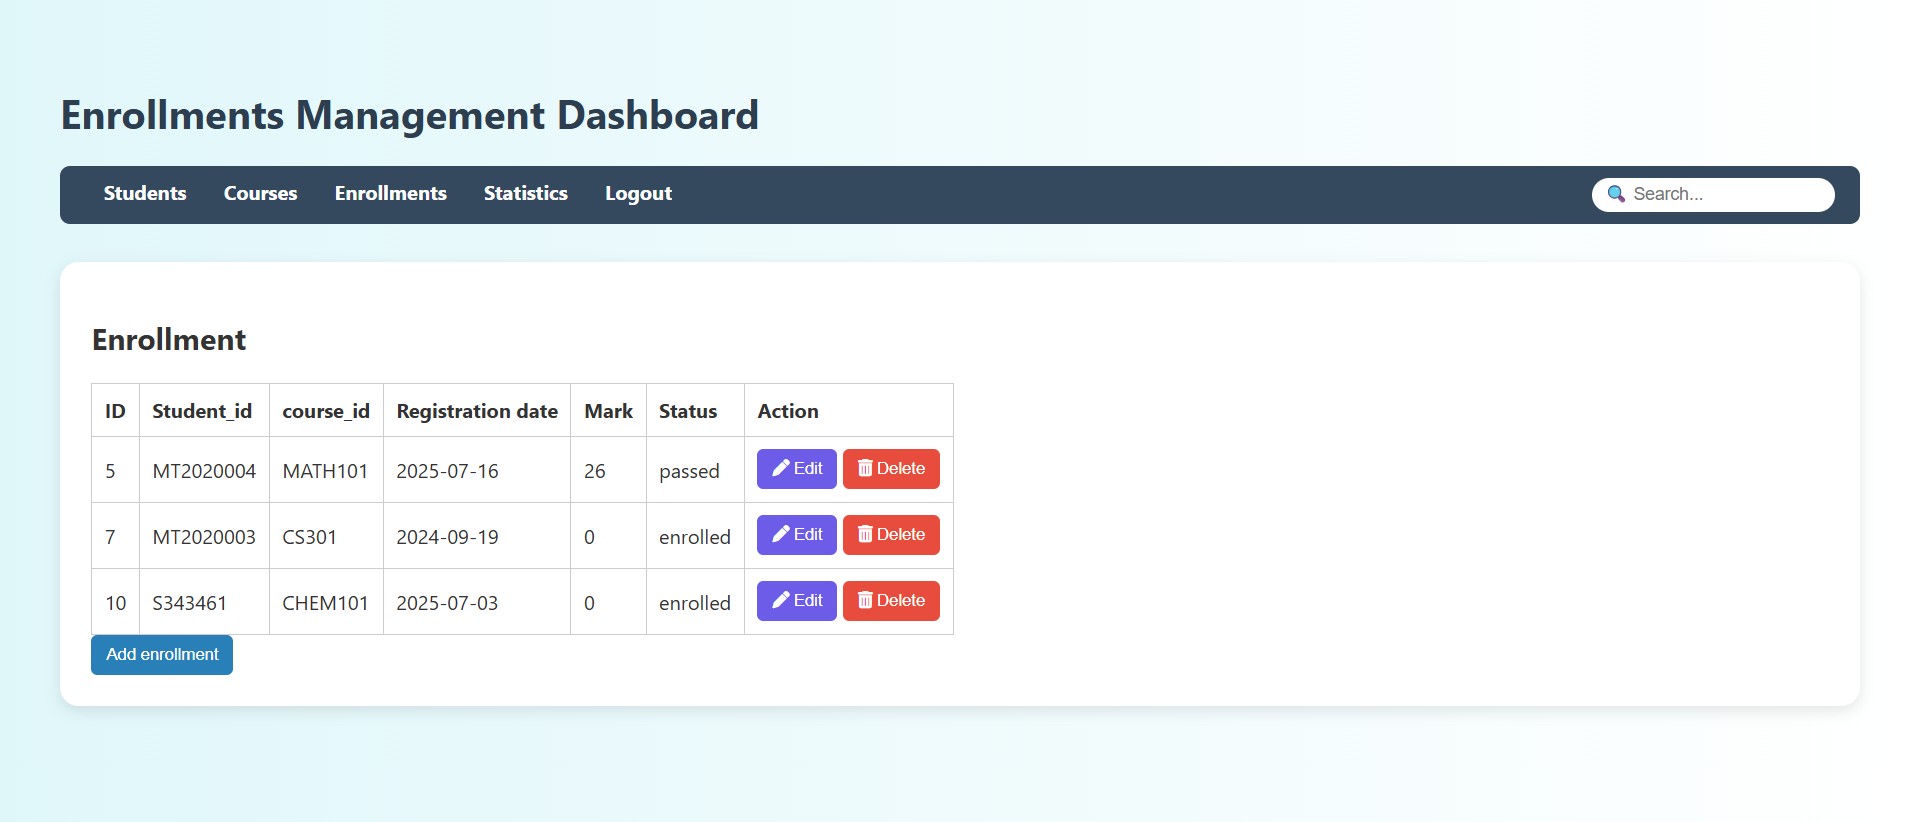 Enrollments Management Dashboard
Students Courses Enrollments Statistics Logout Search...
Enrollment
ID Student_id course_id Registration date Mark Status Action
5 MT2020004 MATH101 2025-07-16 26 passed Edit Delete
7 MT2020003 CS301 2024-09-19 0 enrolled Edit Delete
10 S343461 CHEM101 2025-07-03 0 enrolled Edit Delete
Add enrollment